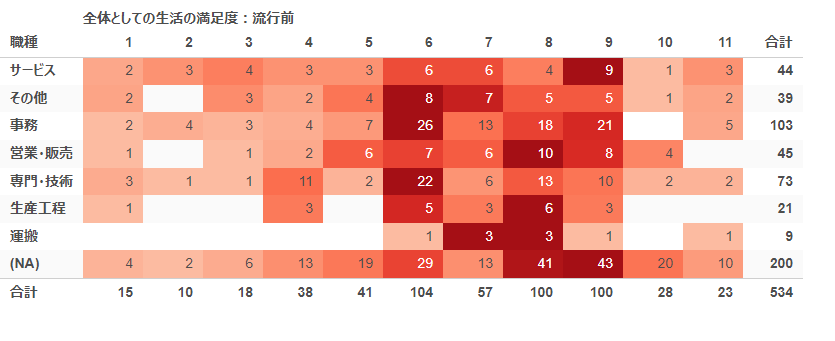 全体としての生活の満足度：流行前
職種 1 2 3 4 5 6 7 8 9 10 11 合計
サービス 2 3 4 3 3 6 6 4 9 1 3 44
その他 2 3 2 4 8 7 5 5 1 2 39
事務 2 4 3 4 7 26 13 18 21 5 103
営業・販売 1 1 2 6 7 6 10 8 4 45
専門・技術 3 1 1 11 2 22 6 13 10 2 2 73
生産工程 1 3 5 3 6 3 21
運搬 1 3 3 1 1 9
(NA) 4 2 6 13 19 29 13 41 43 20 10 200
合計 15 10 18 38 41 104 57 100 100 28 23 534